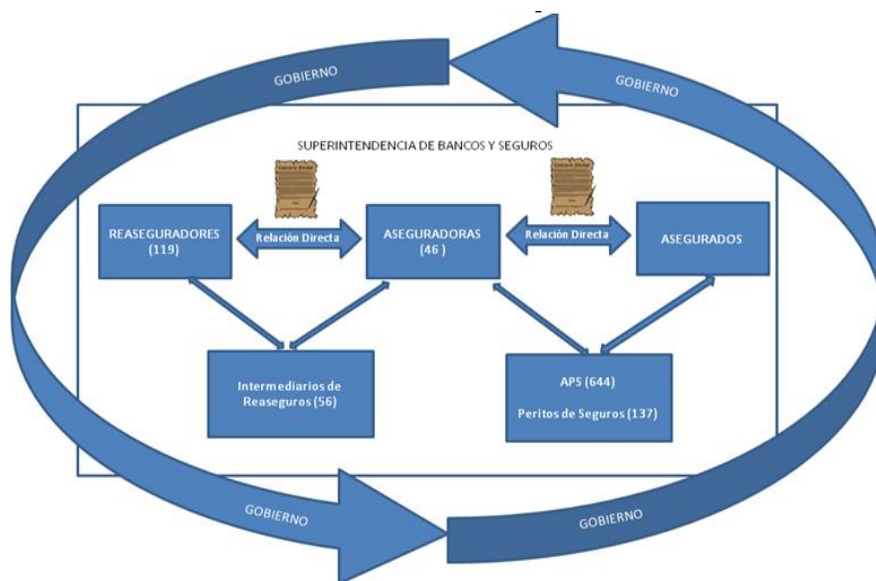 GOBIERNO
GOBIERNO
SUPERINTENDENCIA DE BANCOS Y SEGUROS
REASEGURADORES
(119)
Relación Directa
ASEGURADORAS
(46 )
Relación Directa
ASEGURADOS
Intermediarios de
Reaseguros (56)
APS (644)
Peritos de Seguros (137)
GOBIERNO
GOBIERNO